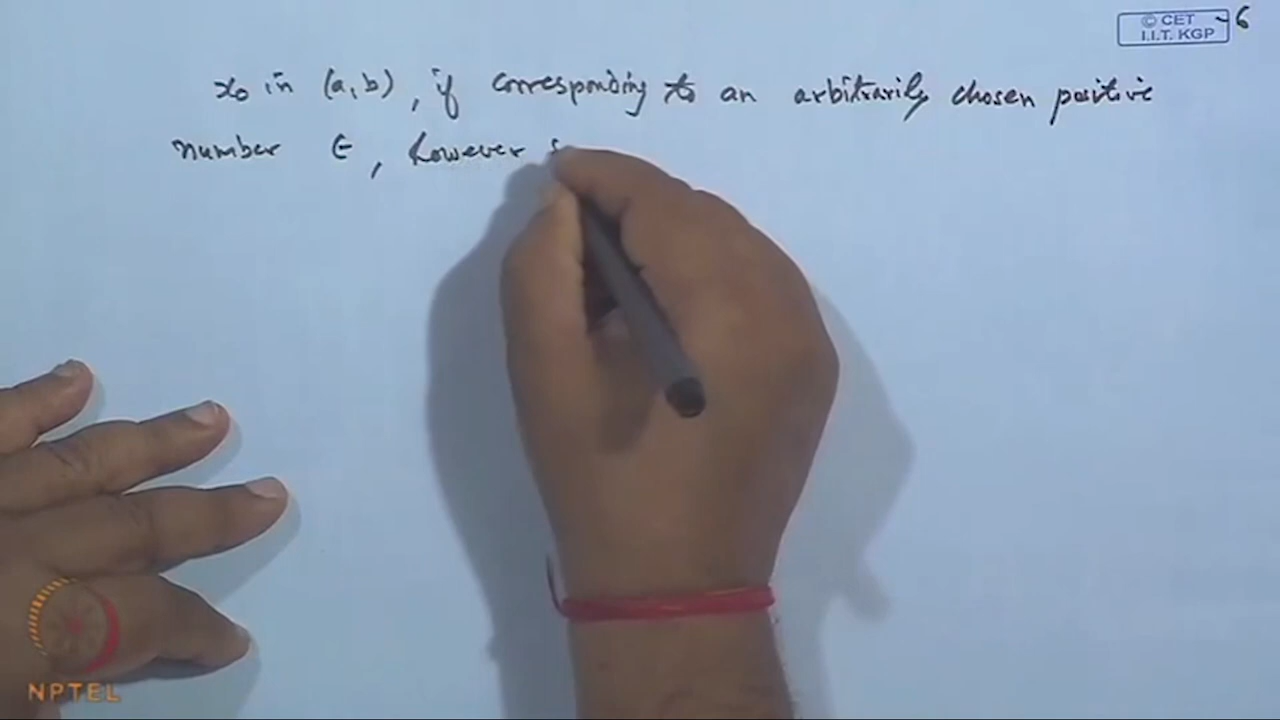 © CET
I.I.T. KGP
-6
x₀ in (a,b), if corresponding to an arbitrarily chosen positive
number ϵ, however s
NPTEL